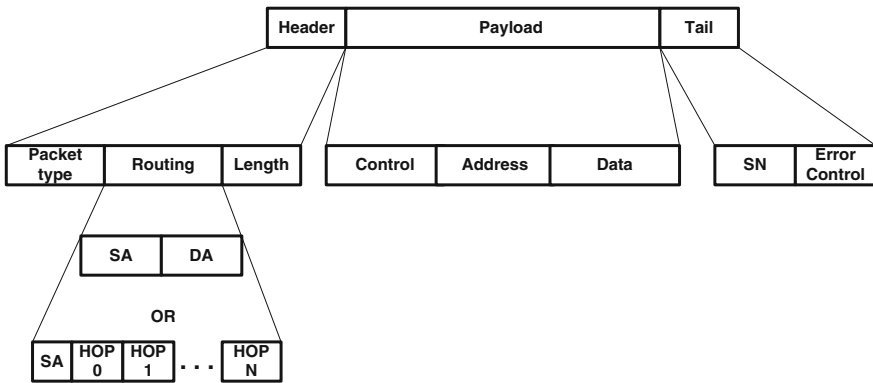 Header Payload Tail
Packet type Routing Length Control Address Data SN Error Control
SA DA
OR
SA HOP 0 HOP 1 . . . HOP N